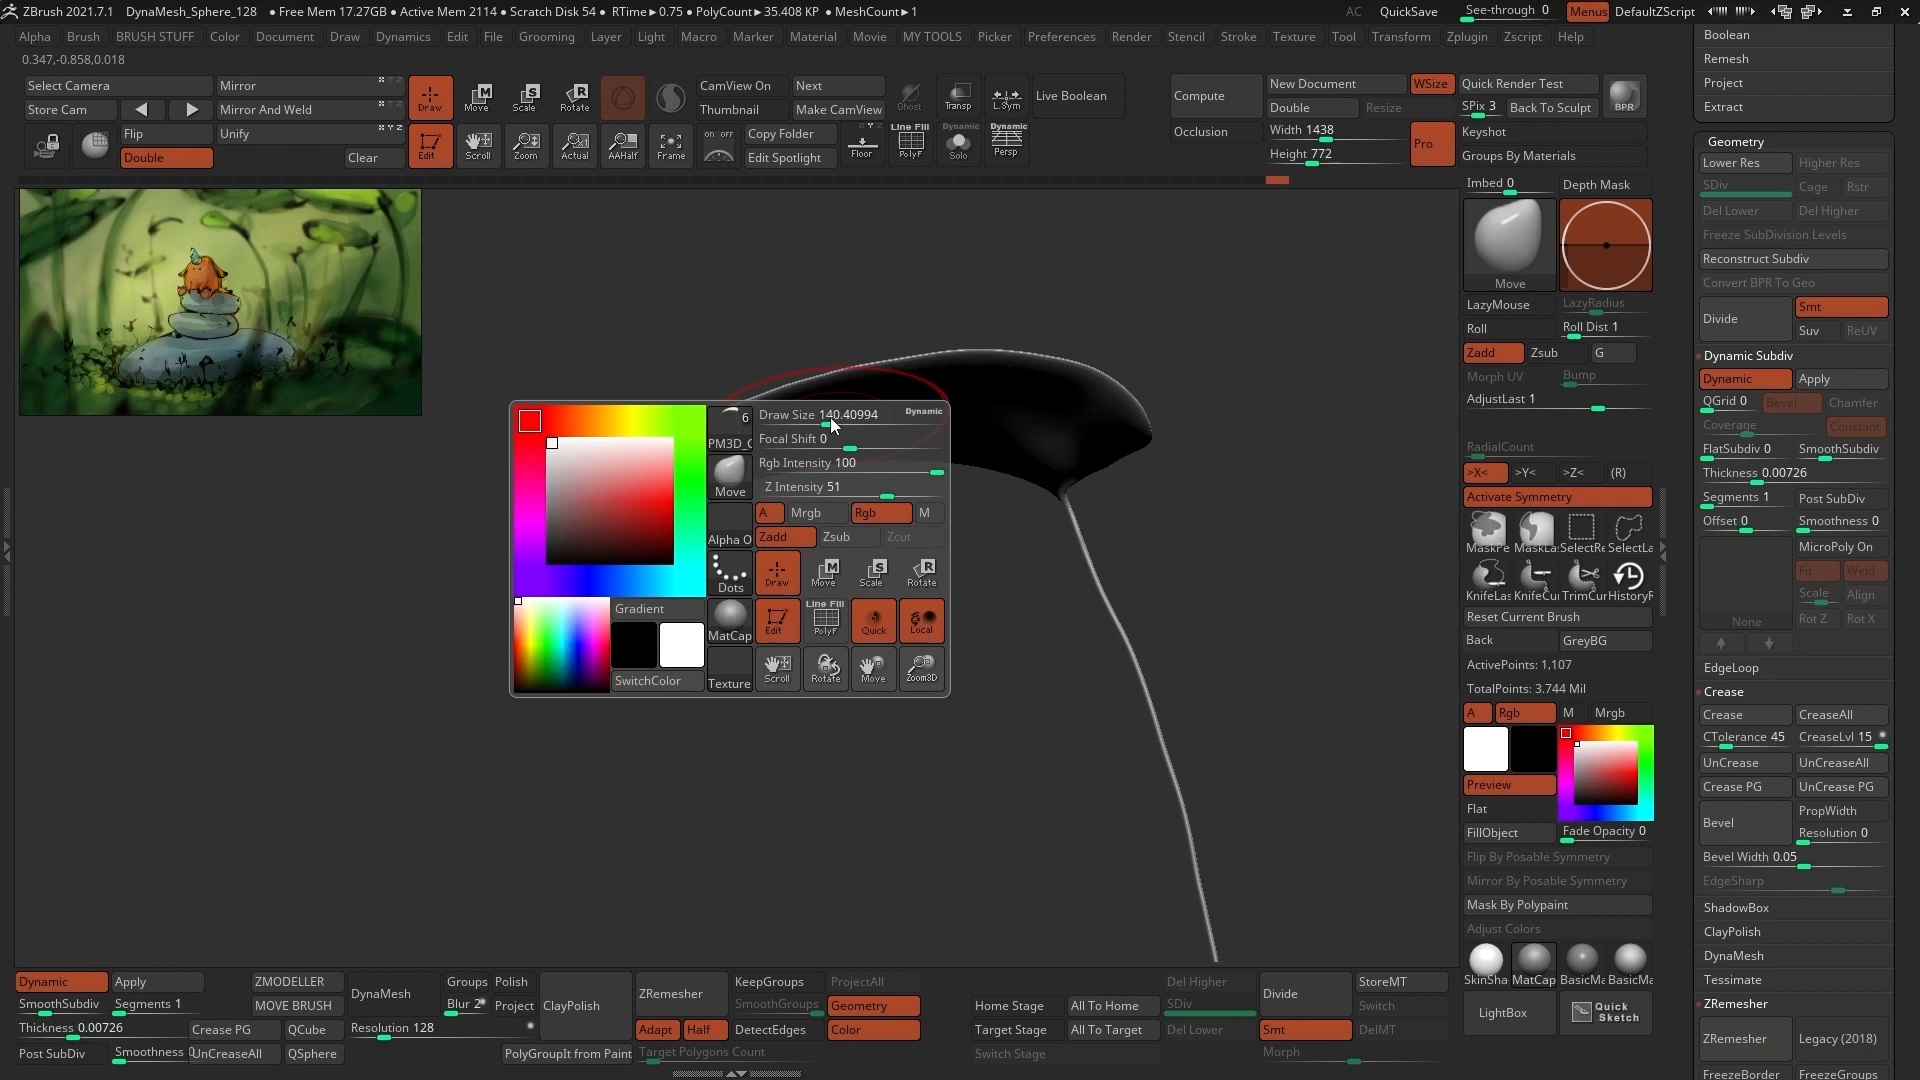 ZBrush 2021.7.1 DynaMesh_Sphere_128 • Free Mem 17.27GB • Active Mem 2114 • Scratch Disk 54 • RTime►0.75 • PolyCount►35.408 KP • MeshCount►1 AC QuickSave See-through 0 Menus DefaultZScript
Alpha Brush BRUSH STUFF Color Document Draw Dynamics Edit File Grooming Layer Light Macro Marker Material Movie MY TOOLS Picker Preferences Render Stencil Stroke Texture Tool Transform Zplugin Zscript Help
0.347,-0.858,0.018
Select Camera Mirror CamView On Next
Store Cam Mirror And Weld Thumbnail Make CamView
Flip Unify ON OFF Copy Folder
Double Clear Edit Spotlight
Draw Move Scale Rotate
Edit Scroll Zoom Actual AAHalf Frame
Ghost Transp L.Sym Live Boolean
Floor Line Fill PolyF Dynamic Solo Dynamic Persp
Compute New Document WSize Quick Render Test
Double Resize SPix 3 Back To Sculpt BPR
Occlusion Width 1438 Pro Keyshot
Height 772 Groups By Materials
Draw Size 140.40994 Dynamic
Focal Shift 0
Rgb Intensity 100
Z Intensity 51
A Mrgb Rgb M
Zadd Zsub Zcut
Draw Move Scale Rotate
Edit Line Fill PolyF Quick Local
Scroll Rotate Move Zoom3D
6
PM3D_C
Move
Alpha O
Dots
MatCap
Texture
Gradient
SwitchColor
Imbed 0 Depth Mask
Move
LazyMouse LazyRadius
Roll Roll Dist 1
Zadd Zsub G
Morph UV Bump
AdjustLast 1
RadialCount
>X< >Y< >Z< (R)
Activate Symmetry
MaskPe MaskLa SelectRe SelectLa
KnifeLas KnifeCu TrimCur HistoryR
Reset Current Brush
Back GreyBG
ActivePoints: 1,107
TotalPoints: 3.744 Mil
A Rgb M Mrgb
Preview
Flat
FillObject Fade Opacity 0
Flip By Posable Symmetry
Mirror By Posable Symmetry
Mask By Polypaint
Adjust Colors
SkinSha MatCap BasicMa BasicMa
LightBox Quick Sketch
Boolean
Remesh
Project
Extract
Geometry
Lower Res Higher Res
SDiv Cage Rstr
Del Lower Del Higher
Freeze SubDivision Levels
Reconstruct Subdiv
Convert BPR To Geo
Divide Smt
Suv ReUV
Dynamic Subdiv
Dynamic Apply
QGrid 0 Bevel Chamfer
Coverage Constant
FlatSubdiv 0 SmoothSubdiv
Thickness 0.00726
Segments 1 Post SubDiv
Offset 0 Smoothness 0
MicroPoly On
Fit Weld
Scale Align
None Rot Z Rot X
EdgeLoop
Crease
Crease CreaseAll
CTolerance 45 CreaseLvl 15
UnCrease UnCreaseAll
Crease PG UnCrease PG
Bevel PropWidth
Resolution 0
Bevel Width 0.05
EdgeSharp
ShadowBox
ClayPolish
DynaMesh
Tessimate
ZRemesher
ZRemesher Legacy (2018)
FreezeBorder FreezeGroups
Dynamic Apply ZMODELLER Groups Polish KeepGroups ProjectAll Del Higher StoreMT
SmoothSubdiv Segments 1 MOVE BRUSH DynaMesh Blur 2 Project ClayPolish ZRemesher SmoothGroups Geometry Home Stage All To Home SDiv Divide Switch
Thickness 0.00726 Crease PG QCube Resolution 128 Adapt Half DetectEdges Color Target Stage All To Target Del Lower Smt DelMT
Post SubDiv Smoothness 0 UnCreaseAll QSphere PolyGroupIt from Paint Target Polygons Count Switch Stage Morph